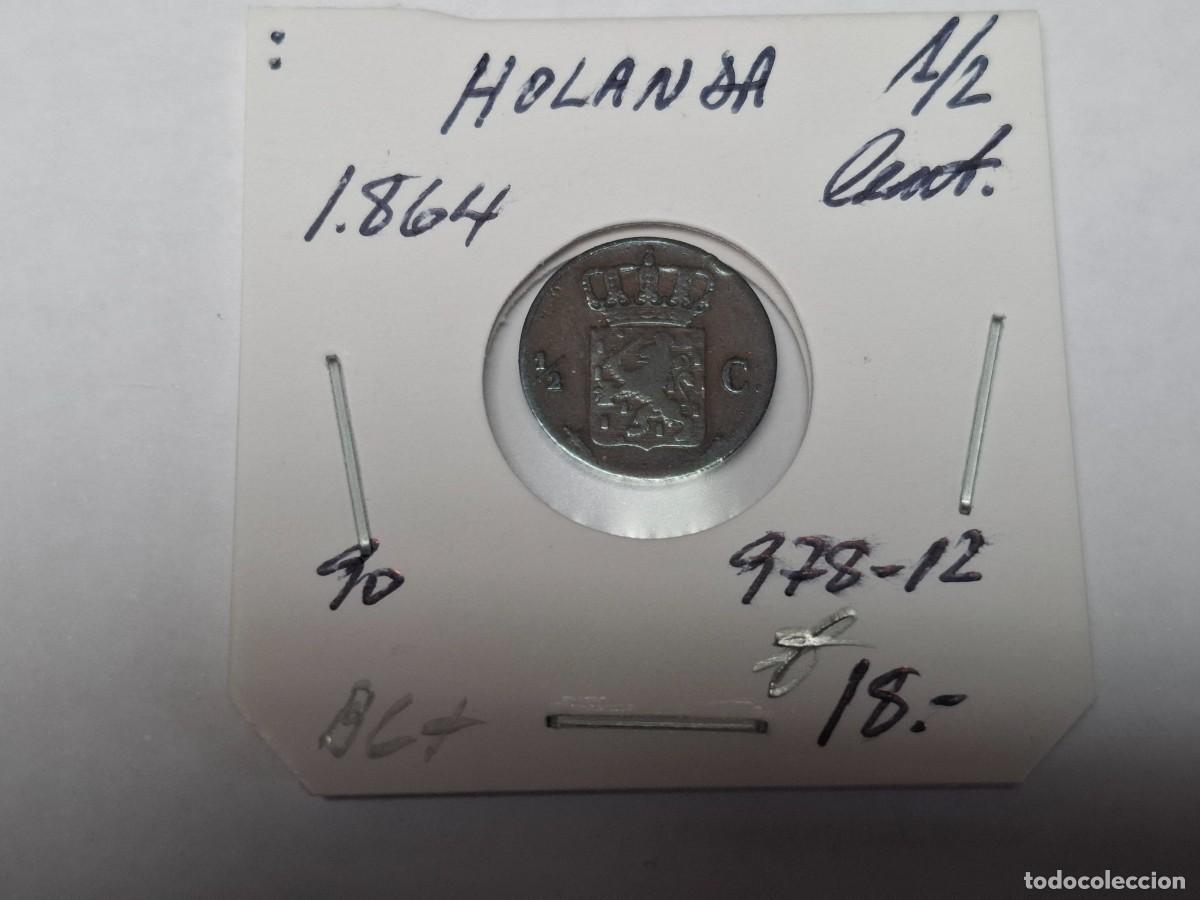 HOLANDA 1/2
1.864 Cent.
1/2 C.
90 978-12
BC+ 18.-
todocoleccion